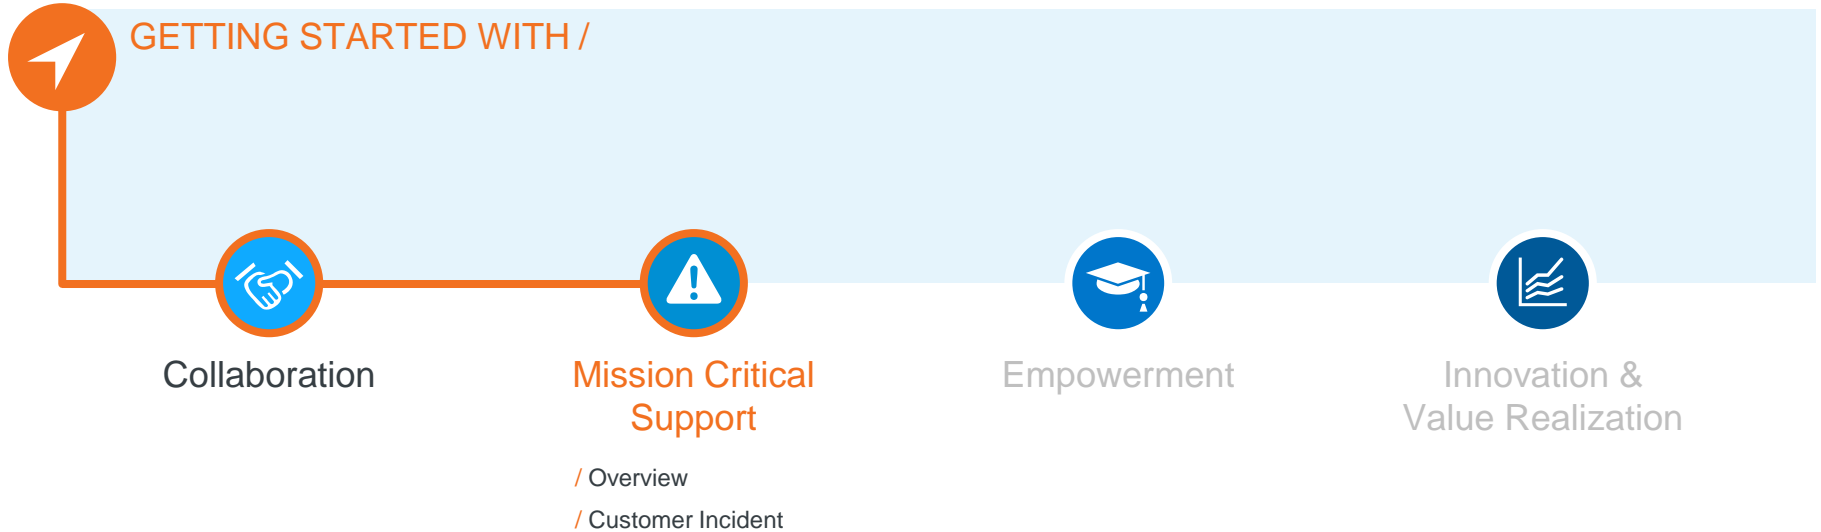 GETTING STARTED WITH /
Collaboration
Mission Critical
Support
Empowerment
Innovation &
Value Realization
/ Overview
/ Customer Incident